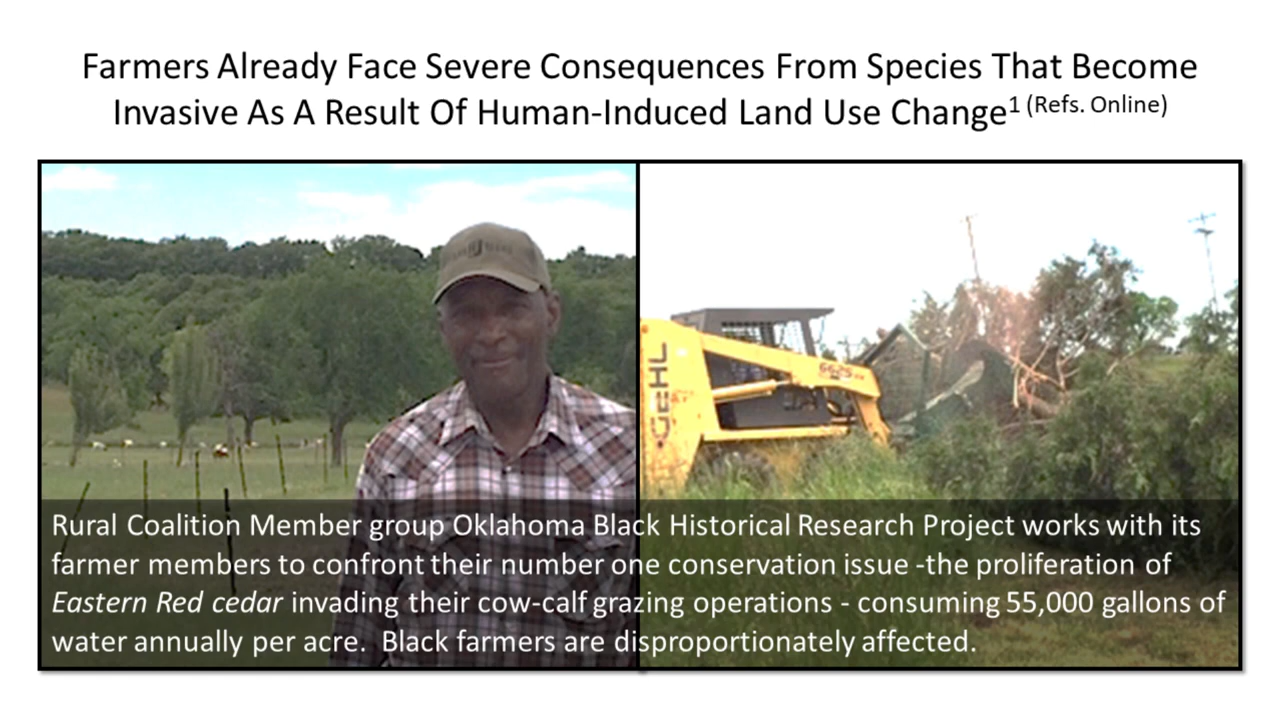 Farmers Already Face Severe Consequences From Species That Become
Invasive As A Result Of Human-Induced Land Use Change1 (Refs. Online)
GEHL
6625
Rural Coalition Member group Oklahoma Black Historical Research Project works with its
farmer members to confront their number one conservation issue -the proliferation of
Eastern Red cedar invading their cow-calf grazing operations - consuming 55,000 gallons of
water annually per acre.  Black farmers are disproportionately affected.